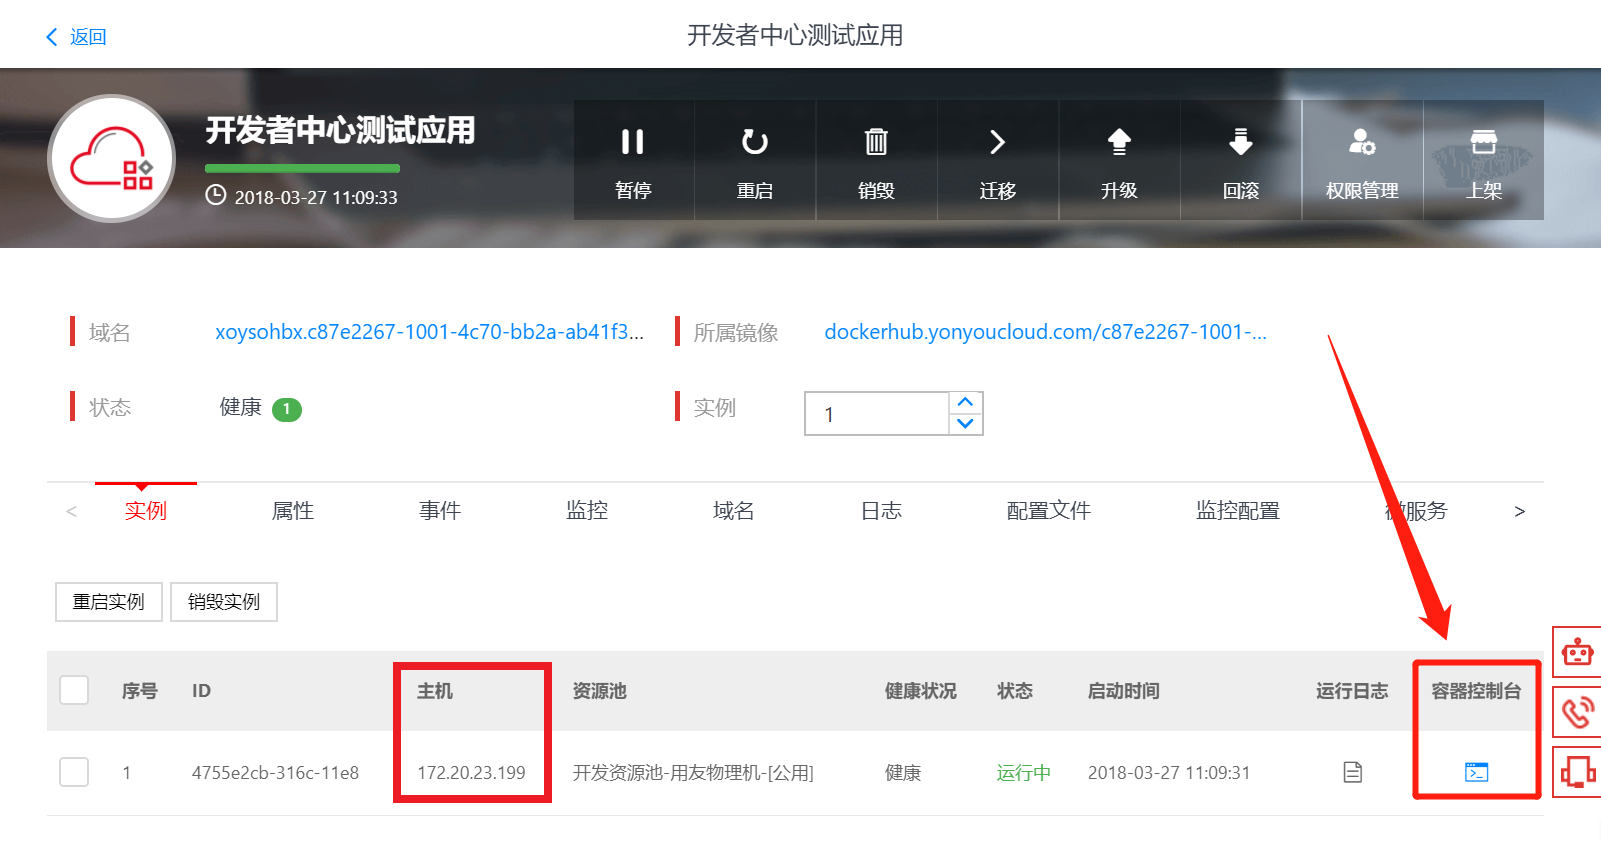 返回
开发者中心测试应用
开发者中心测试应用
2018-03-27 11:09:33
暂停 重启 销毁 迁移 升级 回滚 权限管理 上架
域名 xoysohbx.c87e2267-1001-4c70-bb2a-ab41f3... 所属镜像 dockerhub.yonyoucloud.com/c87e2267-1001-...
状态 健康 1 实例 1
< 实例 属性 事件 监控 域名 日志 配置文件 监控配置 微服务 >
重启实例 销毁实例
序号 ID 主机 资源池 健康状况 状态 启动时间 运行日志 容器控制台
1 4755e2cb-316c-11e8 172.20.23.199 开发资源池-用友物理机-[公用] 健康 运行中 2018-03-27 11:09:31